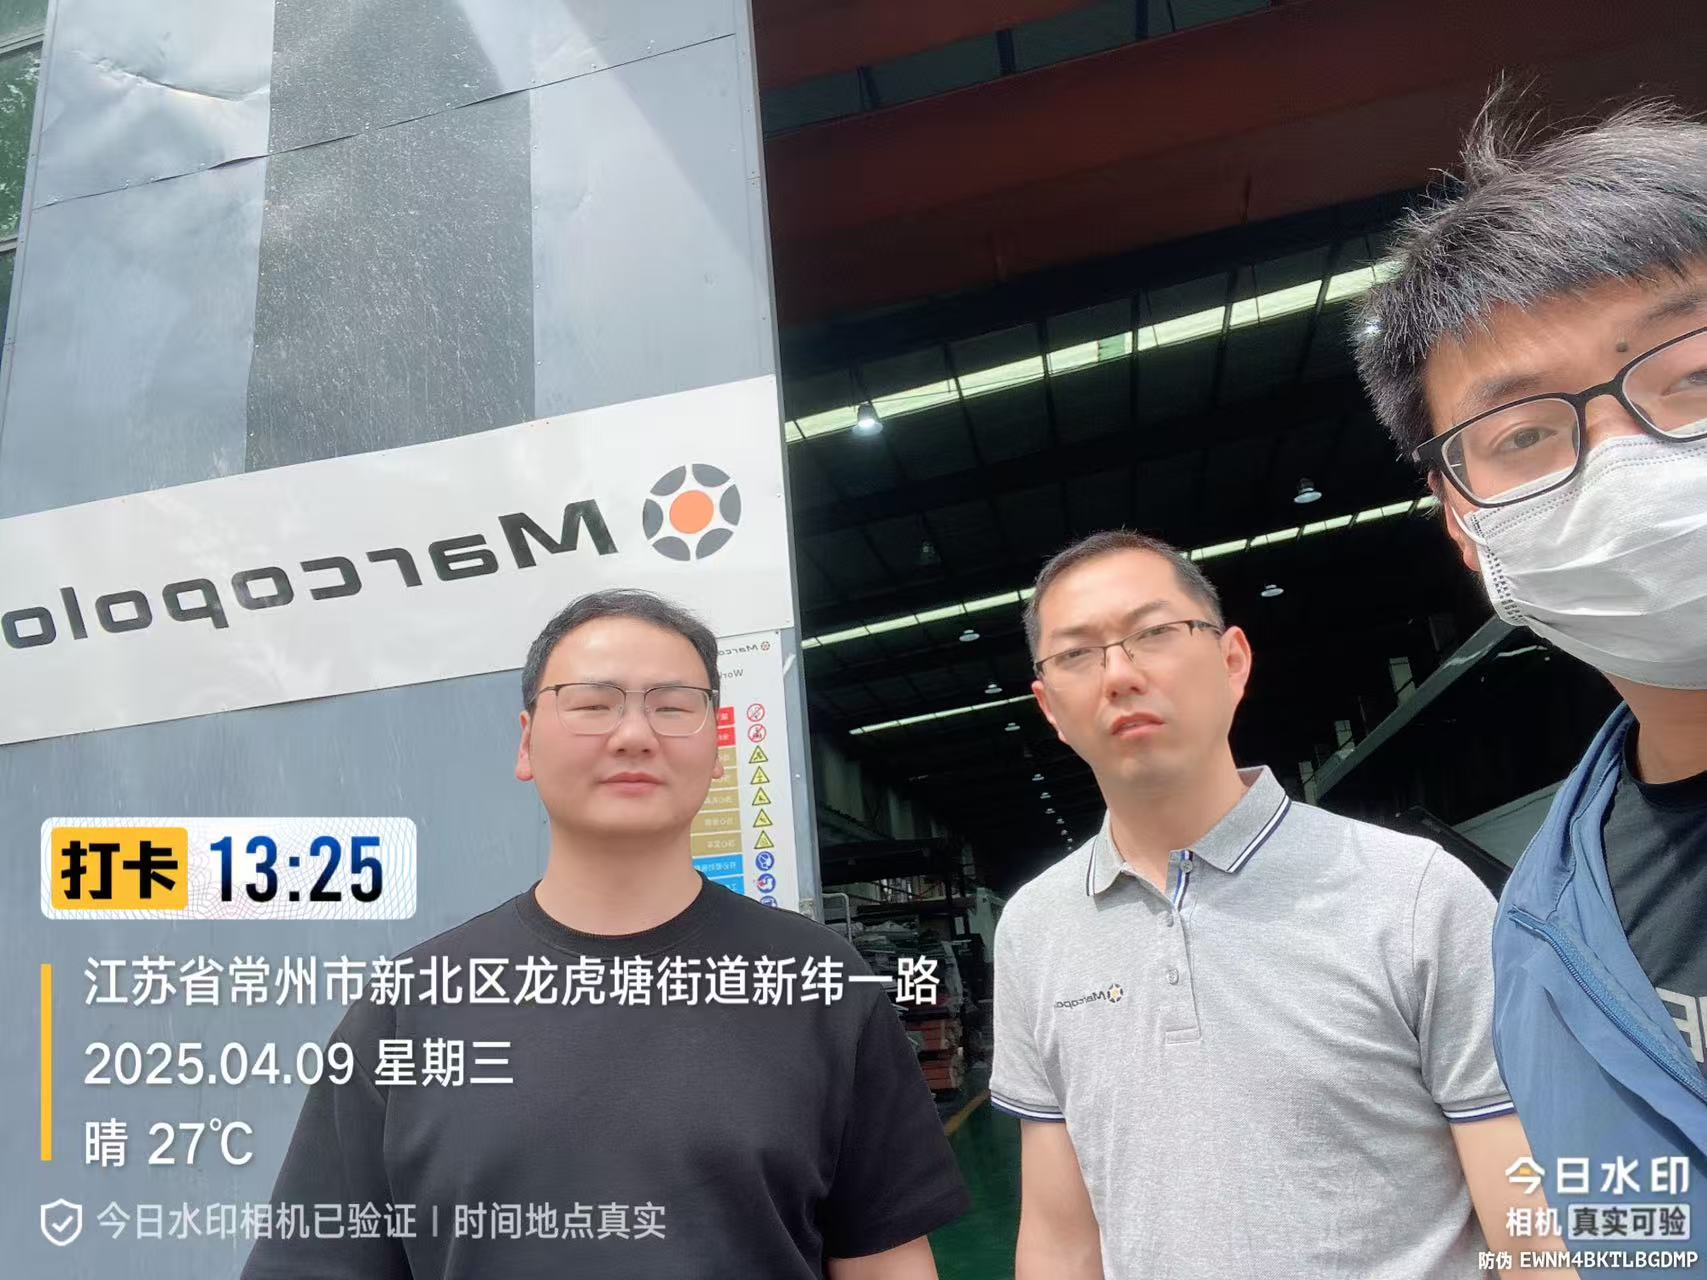 Marcopolo
Marco
Work
Marcopolo
打卡 13:25
江苏省常州市新北区龙虎塘街道新纬一路
2025.04.09 星期三
晴 27℃
今日水印相机已验证 | 时间地点真实
今日水印
相机 真实可验
防伪 EWNM4BKTLBGDMP